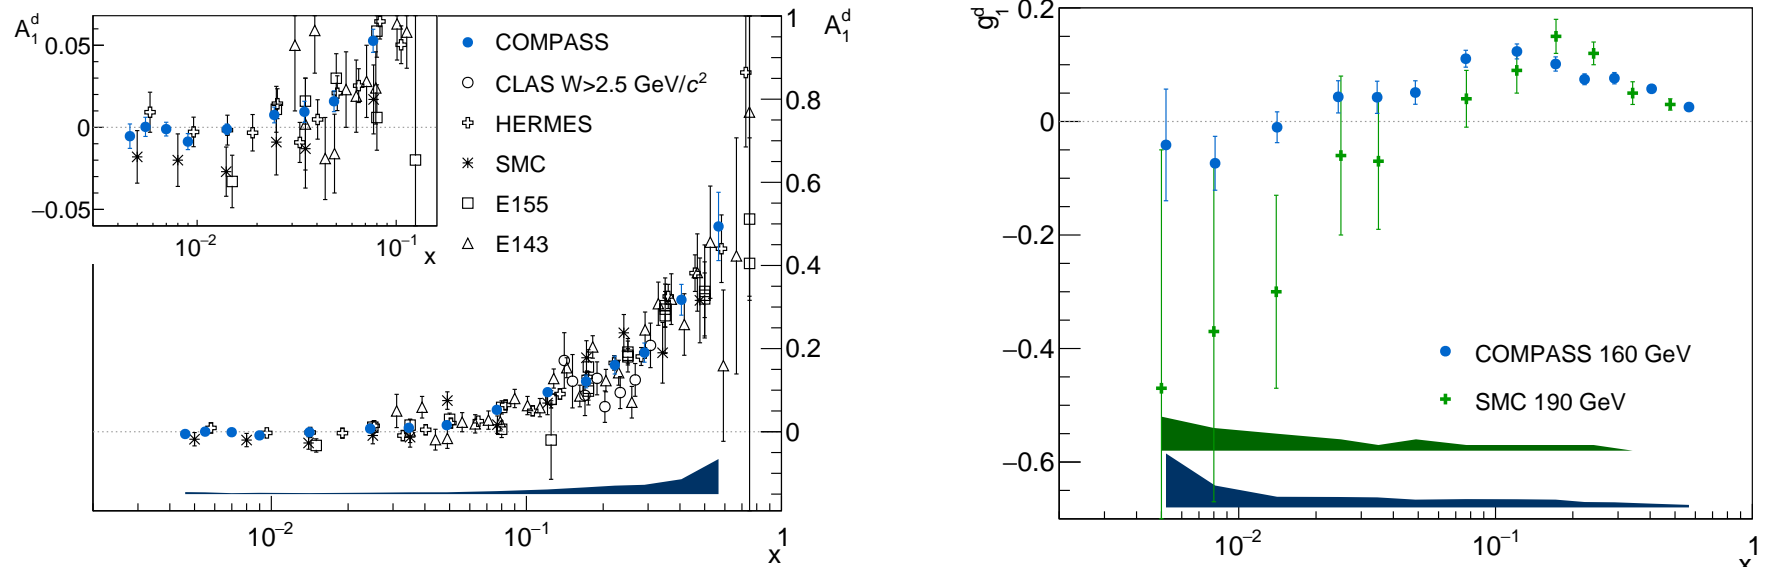 A₁ᵈ
0.05
0
−0.05
10⁻²
10⁻¹
x
COMPASS
CLAS W>2.5 GeV/c²
HERMES
SMC
E155
E143
A₁ᵈ
1
0.8
0.6
0.4
0.2
0
10⁻²
10⁻¹
1
x
g₁ᵈ
0.2
0
−0.2
−0.4
−0.6
COMPASS 160 GeV
SMC 190 GeV
10⁻²
10⁻¹
1
x